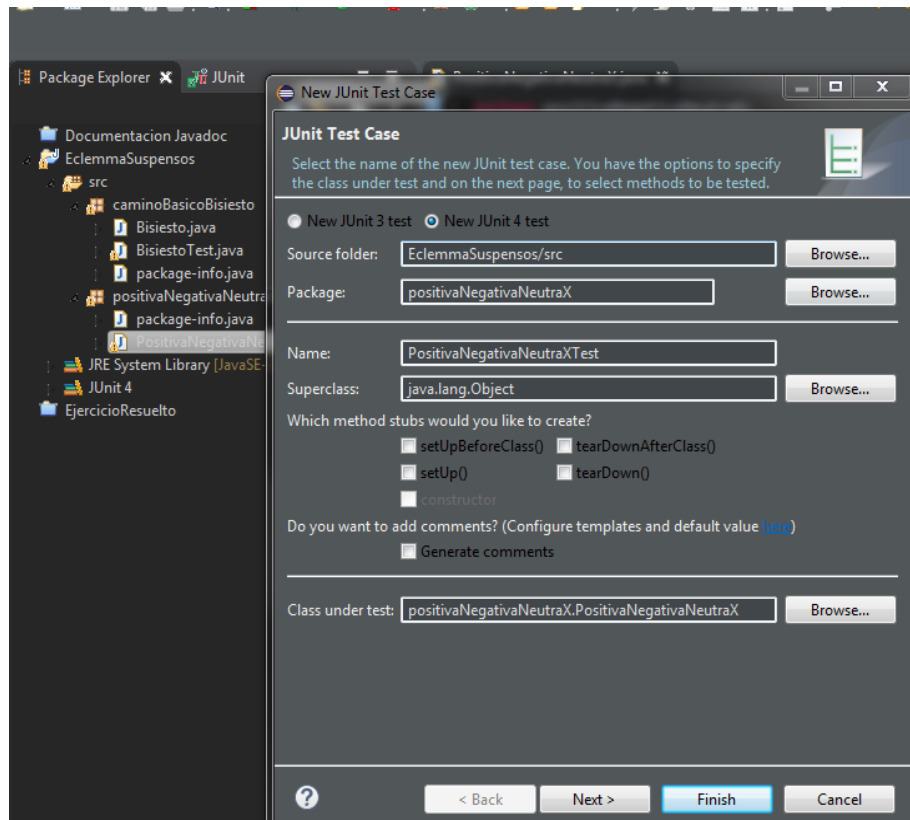 Package Explorer
JUnit
New JUnit Test Case
Documentacion Javadoc
EclemmaSuspensos
src
caminoBasicoBisiesto
Bisiesto.java
BisiestoTest.java
package-info.java
positivaNegativaNeutra
package-info.java
PositivaNegativaNe
JRE System Library [JavaSE-
JUnit 4
EjercicioResuelto
JUnit Test Case
Select the name of the new JUnit test case. You have the options to specify
the class under test and on the next page, to select methods to be tested.
New JUnit 3 test New JUnit 4 test
Source folder: EclemmaSuspensos/src Browse...
Package: positivaNegativaNeutraX Browse...
Name: PositivaNegativaNeutraXTest
Superclass: java.lang.Object Browse...
Which method stubs would you like to create?
setUpBeforeClass() tearDownAfterClass()
setUp() tearDown()
constructor
Do you want to add comments? (Configure templates and default value here)
Generate comments
Class under test: positivaNegativaNeutraX.PositivaNegativaNeutraX Browse...
? < Back Next > Finish Cancel